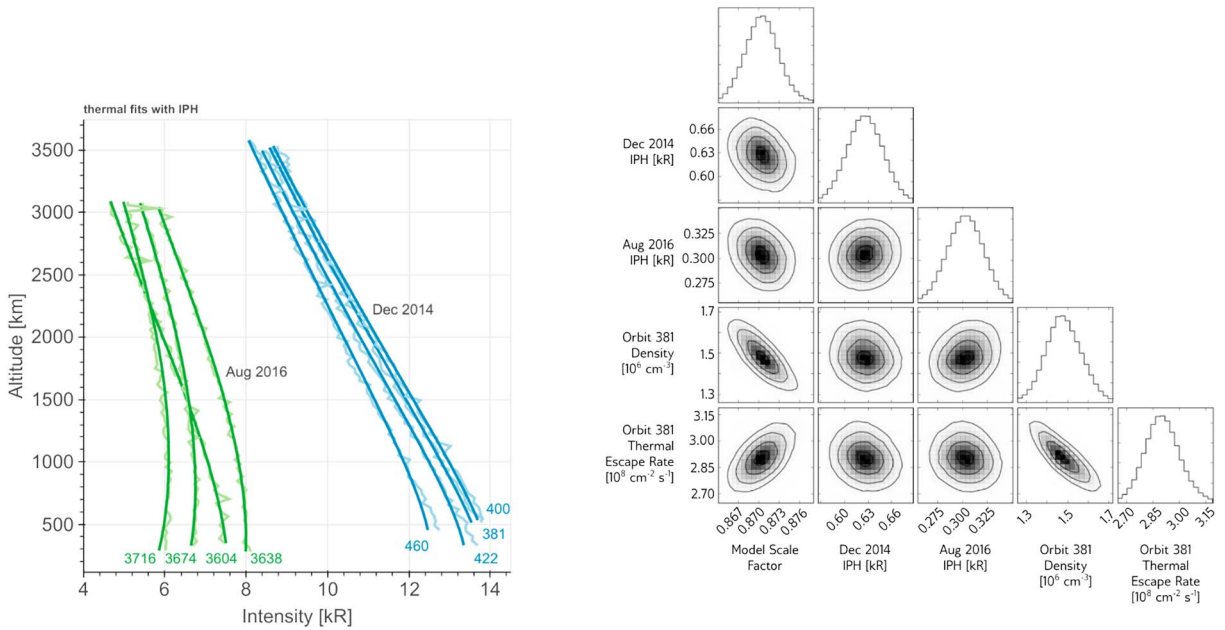 thermal fits with IPH
3500
3000
2500
2000
1500
1000
500
Altitude [km]
Dec 2014
Aug 2016
400
381
460
422
3716 3674 3604 3638
4 6 8 10 12 14
Intensity [kR]
Dec 2014
IPH [kR]
0.66
0.63
0.60
Aug 2016
IPH [kR]
0.325
0.300
0.275
Orbit 381
Density
[10⁶ cm⁻³]
1.7
1.5
1.3
Orbit 381
Thermal
Escape Rate
[10⁸ cm⁻² s⁻¹]
3.15
3.00
2.85
2.70
0.867 0.870 0.873 0.876
Model Scale
Factor
0.60 0.63 0.66
Dec 2014
IPH [kR]
0.275 0.300 0.325
Aug 2016
IPH [kR]
1.3 1.5 1.7
Orbit 381
Density
[10⁶ cm⁻³]
2.70 2.85 3.00 3.15
Orbit 381
Thermal
Escape Rate
[10⁸ cm⁻² s⁻¹]